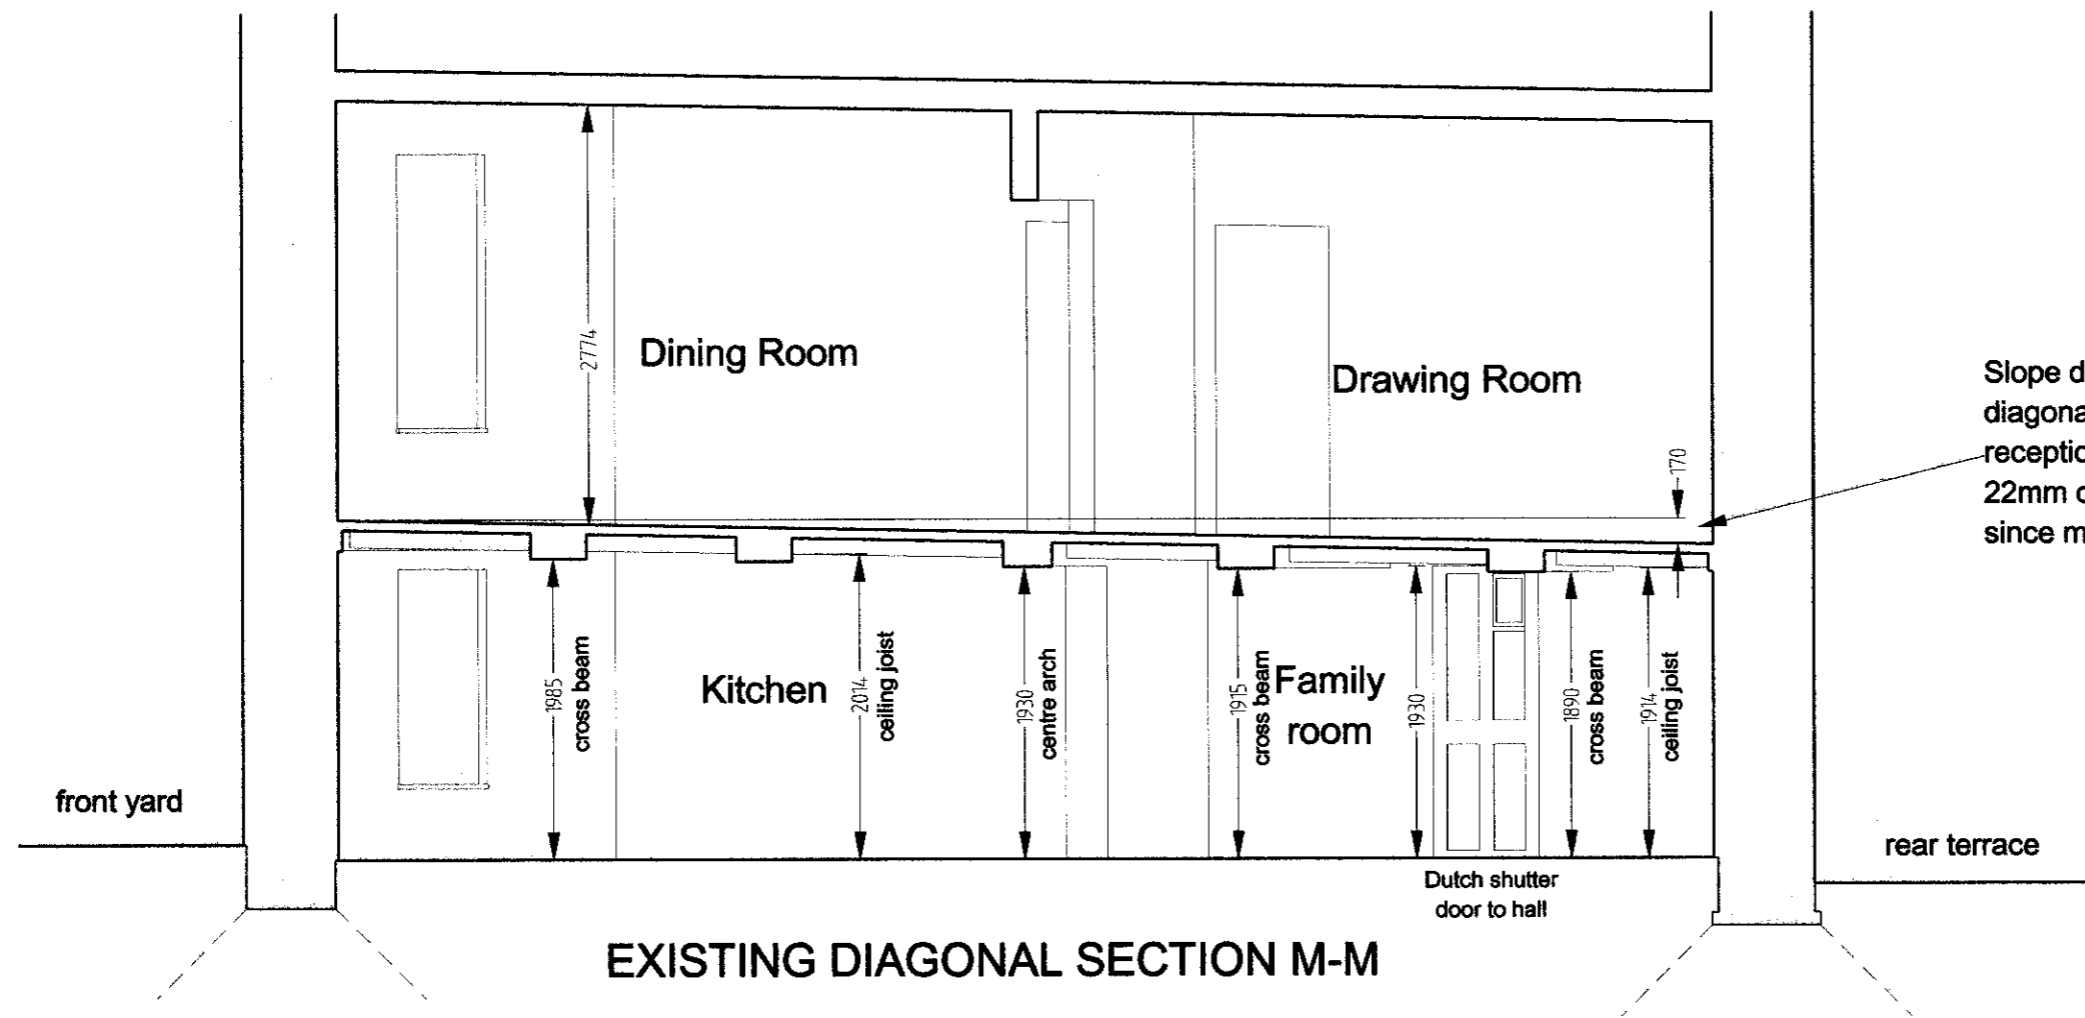 2774
Dining Room
Drawing Room
170
Slope d
diagona
receptio
22mm o
since m
1985
cross beam
Kitchen
2014
ceiling joist
1930
centre arch
1915
cross beam
Family
room
1930
1890
cross beam
1914
ceiling joist
front yard
rear terrace
Dutch shutter
door to hall
EXISTING DIAGONAL SECTION M-M